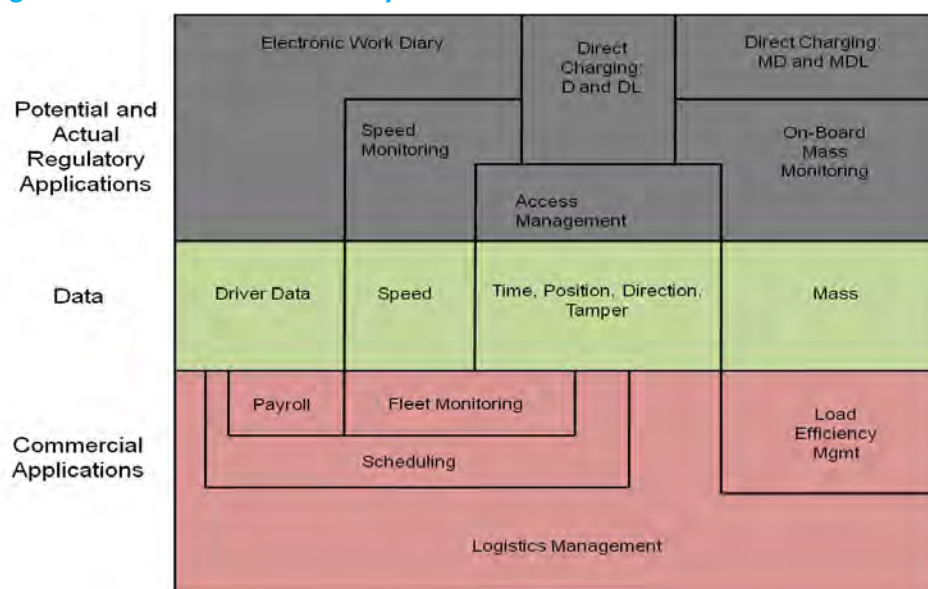 Electronic Work Diary
Direct
Charging:
D and DL
Direct Charging:
MD and MDL
Potential and
Actual
Regulatory
Applications
Speed
Monitoring
On-Board
Mass
Monitoring
Access
Management
Data
Driver Data
Speed
Time, Position, Direction,
Tamper
Mass
Commercial
Applications
Payroll
Fleet Monitoring
Load
Efficiency
Mgmt
Scheduling
Logistics Management